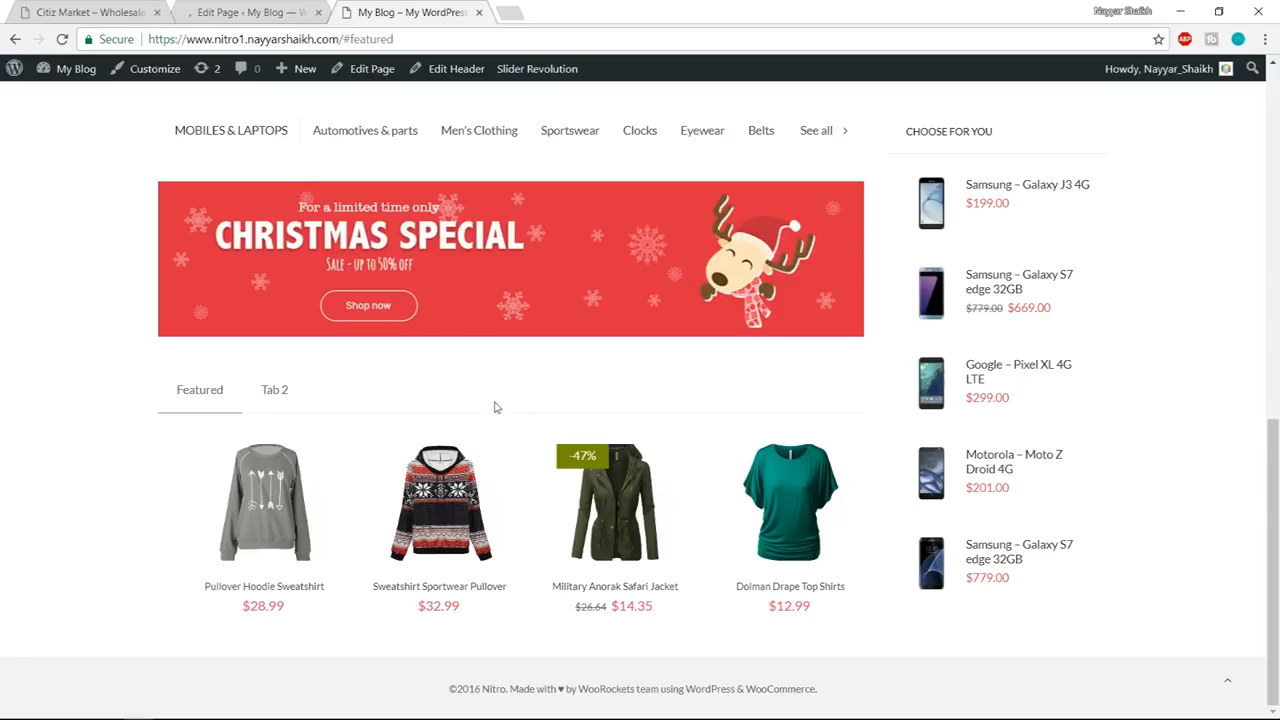 Citiz Market – Wholesale
Edit Page ‹ My Blog — W
My Blog – My WordPress
Nayyar Shaikh
Secure
https://www.nitro1.nayyarshaikh.com/#featured
ABP
tb
My Blog
Customize
2
0
New
Edit Page
Edit Header
Slider Revolution
Howdy, Nayyar_Shaikh
MOBILES & LAPTOPS
Automotives & parts
Men's Clothing
Sportswear
Clocks
Eyewear
Belts
See all
CHOOSE FOR YOU
For a limited time only
CHRISTMAS SPECIAL
SALE - UP TO 50% OFF
Shop now
Samsung – Galaxy J3 4G
$199.00
Samsung – Galaxy S7
edge 32GB
$779.00 $669.00
Google – Pixel XL 4G
LTE
$299.00
Motorola – Moto Z
Droid 4G
$201.00
Samsung – Galaxy S7
edge 32GB
$779.00
Featured
Tab 2
-47%
Pullover Hoodie Sweatshirt
$28.99
Sweatshirt Sportwear Pullover
$32.99
Military Anorak Safari Jacket
$26.64 $14.35
Dolman Drape Top Shirts
$12.99
©2016 Nitro. Made with ♥ by WooRockets team using WordPress & WooCommerce.